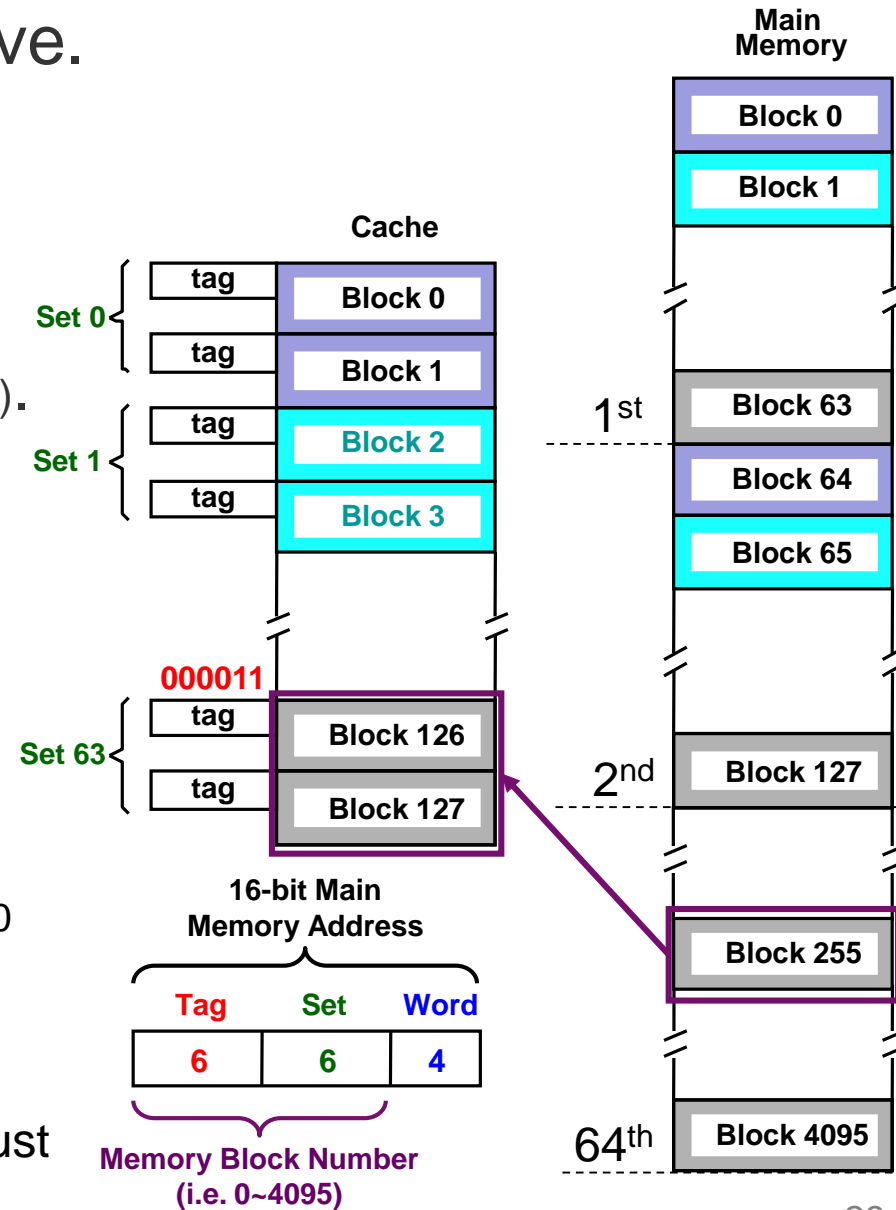 ve.
Main
Memory
Block 0
Block 1
Cache
tag
Block 0
Set 0
tag
Block 1
).
1st
Block 63
tag
Block 2
Set 1
Block 64
tag
Block 3
Block 65
000011
tag
Block 126
Set 63
2nd
Block 127
tag
Block 127
16-bit Main
Memory Address
0
Block 255
Tag Set Word
6 6 4
ust
64th
Block 4095
Memory Block Number
(i.e. 0~4095)